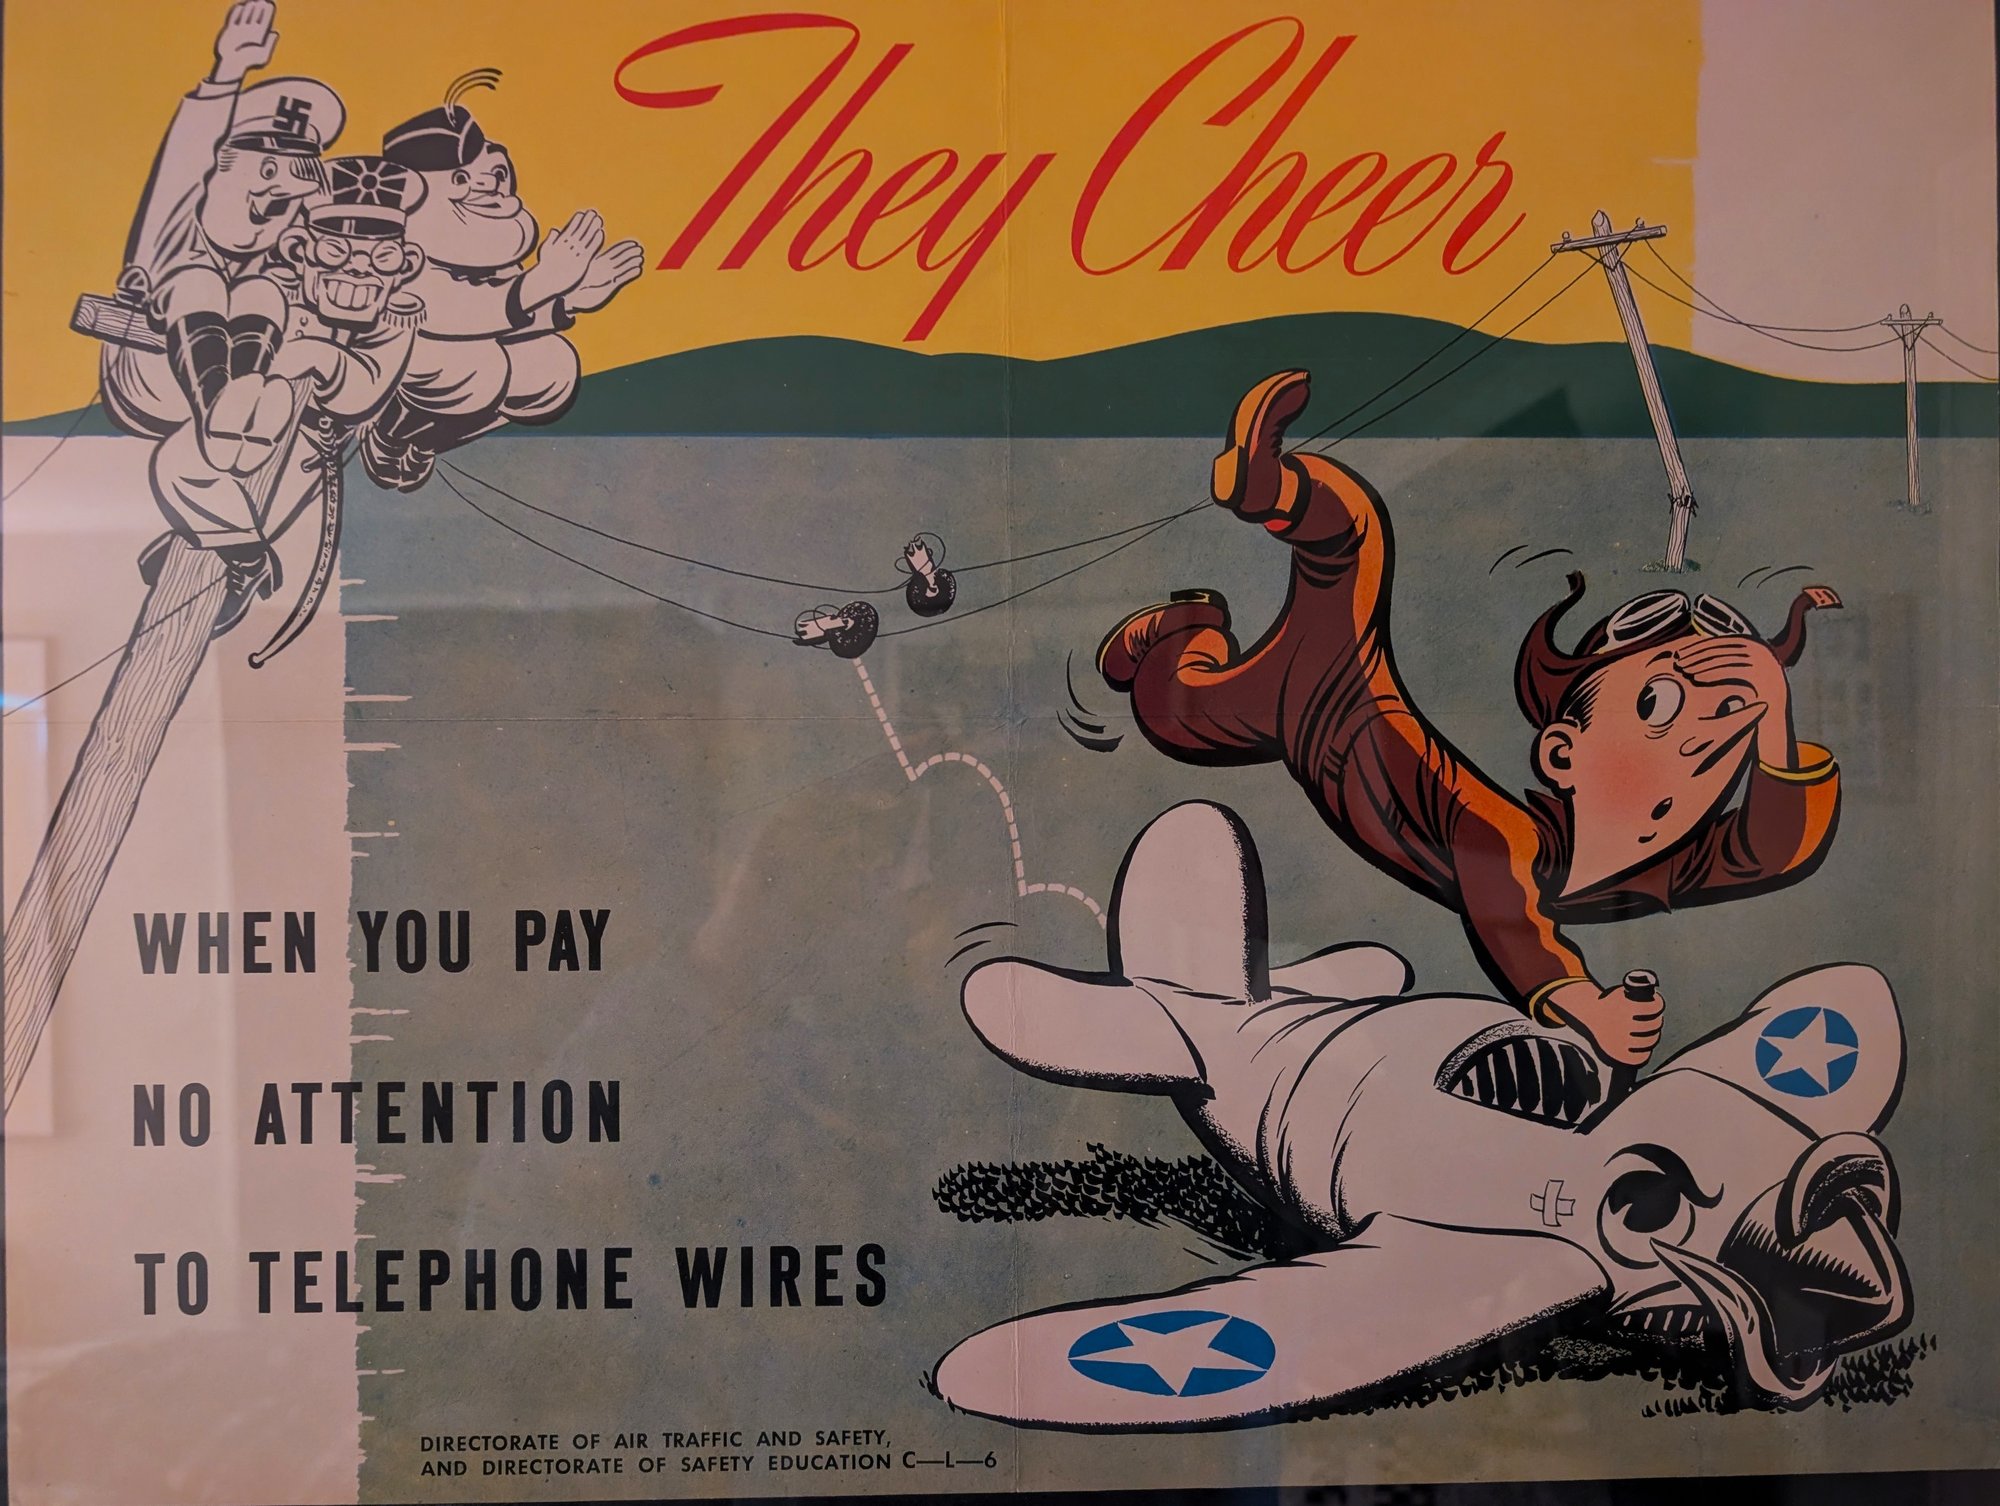 They Cheer
WHEN YOU PAY
NO ATTENTION
TO TELEPHONE WIRES
DIRECTORATE OF AIR TRAFFIC AND SAFETY,
AND DIRECTORATE OF SAFETY EDUCATION C—L—6